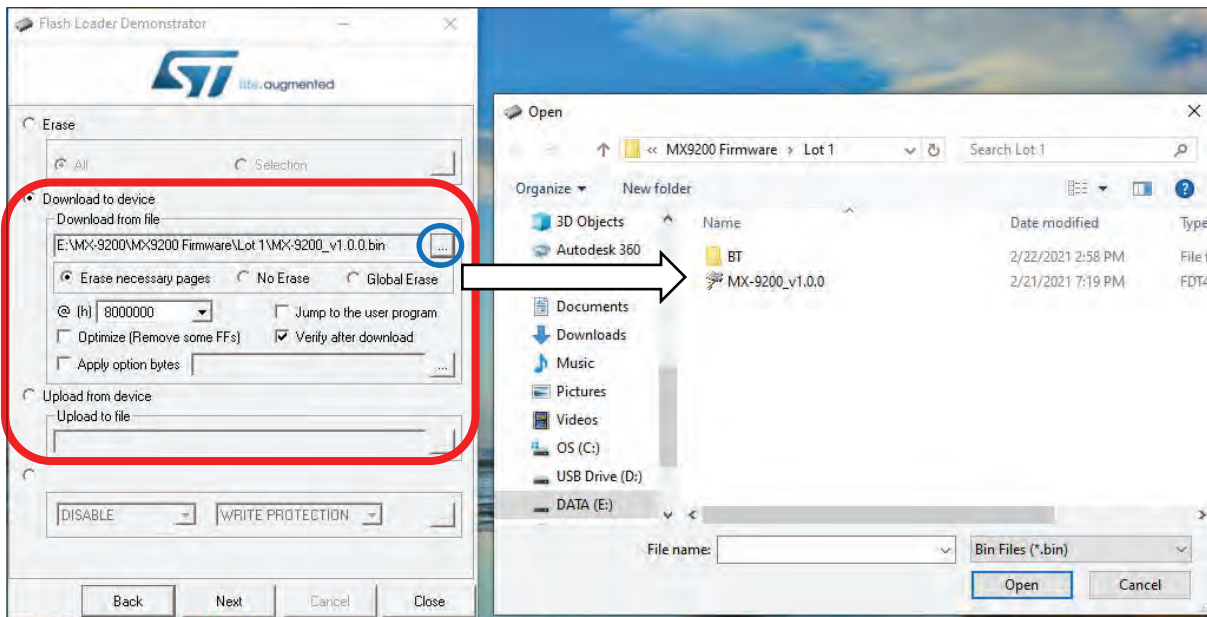 Flash Loader Demonstrator
ST life.augmented
Erase
All Selection ...
Download to device
Download from file
E:\MX-9200\MX9200 Firmware\Lot 1\MX-9200_v1.0.0.bin ...
Erase necessary pages No Erase Global Erase
@ (h) 8000000 Jump to the user program
Optimize (Remove some FFs) Verify after download
Apply option bytes ...
Upload from device
Upload to file
...
DISABLE WRITE PROTECTION ...
Back Next Cancel Close
Open
« MX9200 Firmware › Lot 1 Search Lot 1
Organize New folder
3D Objects
Autodesk 360
Documents
Downloads
Music
Pictures
Videos
OS (C:)
USB Drive (D:)
DATA (E:)
Name Date modified Type
BT 2/22/2021 2:58 PM File
MX-9200_v1.0.0 2/21/2021 7:19 PM FDT4
File name: Bin Files (*.bin)
Open Cancel